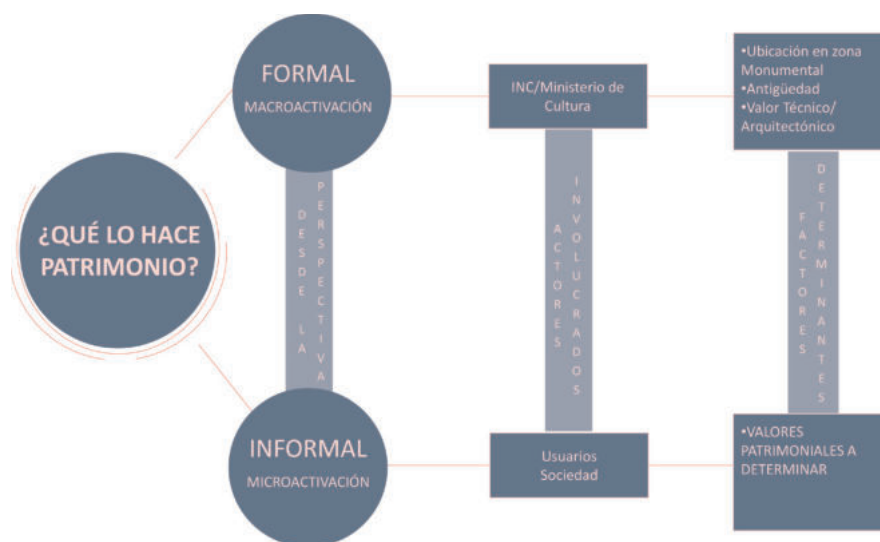 ¿QUÉ LO HACE
PATRIMONIO?
FORMAL
MACROACTIVACIÓN
DESDE LA
PERSPECTIVA
INFORMAL
MICROACTIVACIÓN
INC/Ministerio de
Cultura
ACTORES
INVOLUCRADOS
Usuarios
Sociedad
•Ubicación en zona
Monumental
•Antigüedad
•Valor Técnico/
Arquitectónico
FACTORES
DETERMINANTES
•VALORES
PATRIMONIALES A
DETERMINAR